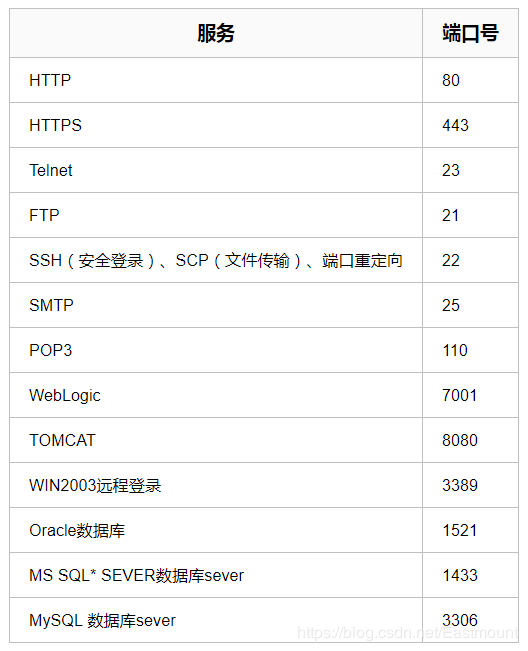 服务 端口号
HTTP 80
HTTPS 443
Telnet 23
FTP 21
SSH（安全登录）、SCP（文件传输）、端口重定向 22
SMTP 25
POP3 110
WebLogic 7001
TOMCAT 8080
WIN2003远程登录 3389
Oracle数据库 1521
MS SQL* SEVER数据库sever 1433
MySQL 数据库sever 3306
https://blog.csdn.net/Eastmount